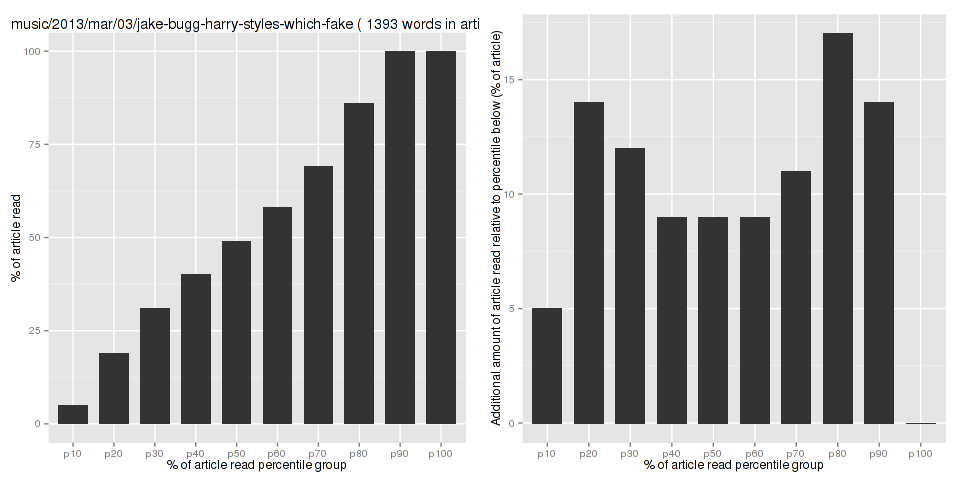 music/2013/mar/03/jake-bugg-harry-styles-which-fake ( 1393 words in arti
% of article read
100
75
50
25
0
p10 p20 p30 p40 p50 p60 p70 p80 p90 p100
% of article read percentile group
Additional amount of article read relative to percentile below (% of article)
15
10
5
0
p10 p20 p30 p40 p50 p60 p70 p80 p90 p100
% of article read percentile group